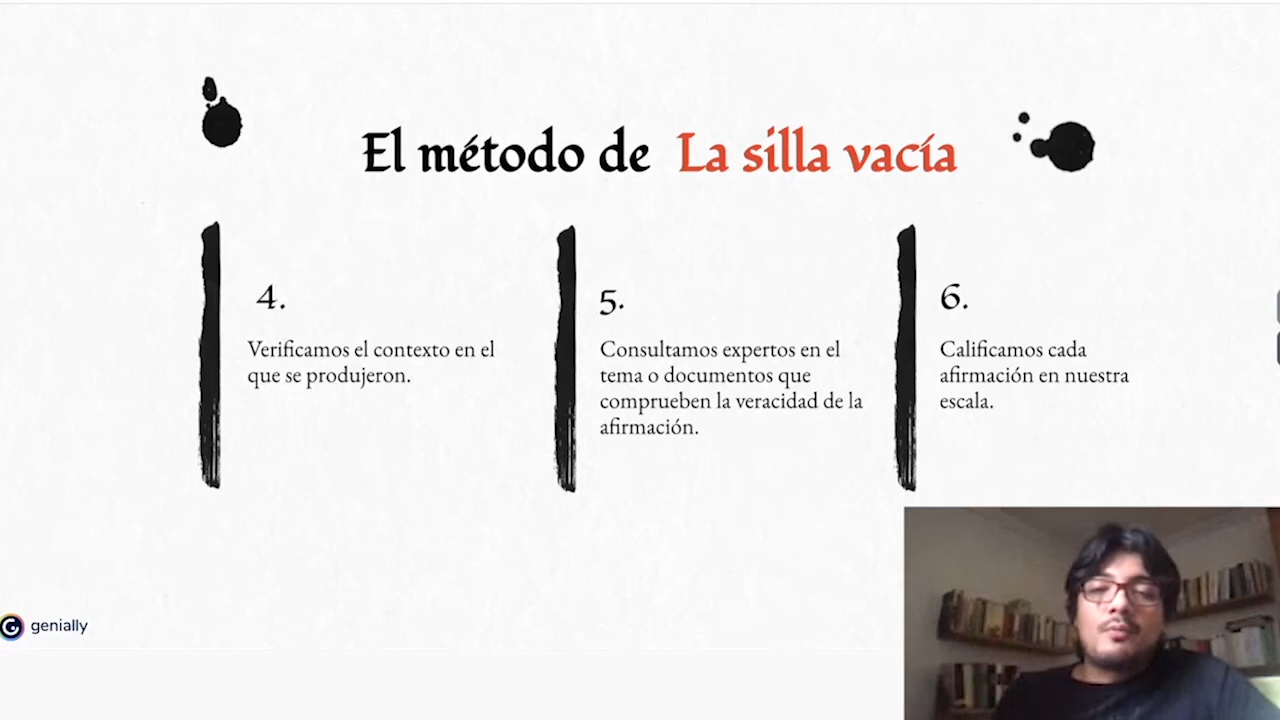 El método de La silla vacía
4.
Verificamos el contexto en el
que se produjeron.
5.
Consultamos expertos en el
tema o documentos que
comprueben la veracidad de la
afirmación.
6.
Calificamos cada
afirmación en nuestra
escala.
genially